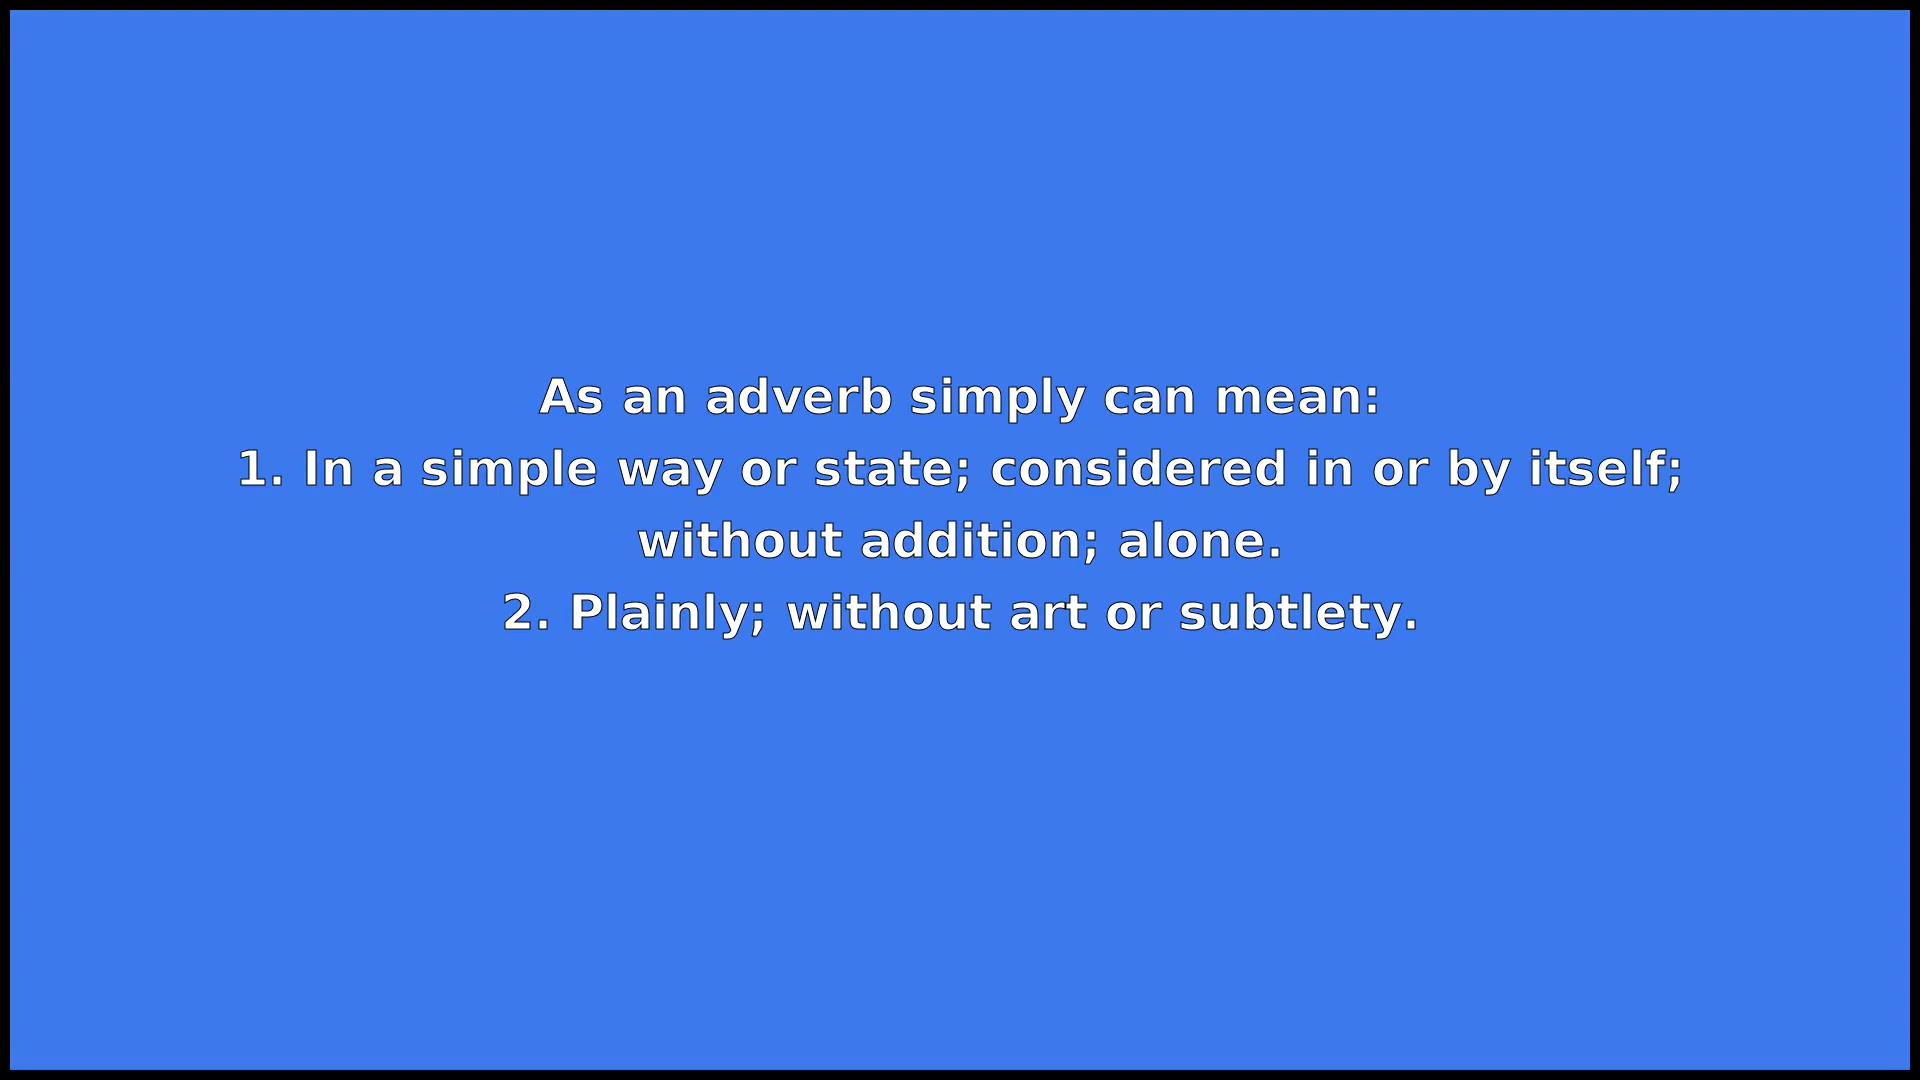 As an adverb simply can mean:
1. In a simple way or state; considered in or by itself;
without addition; alone.
2. Plainly; without art or subtlety.